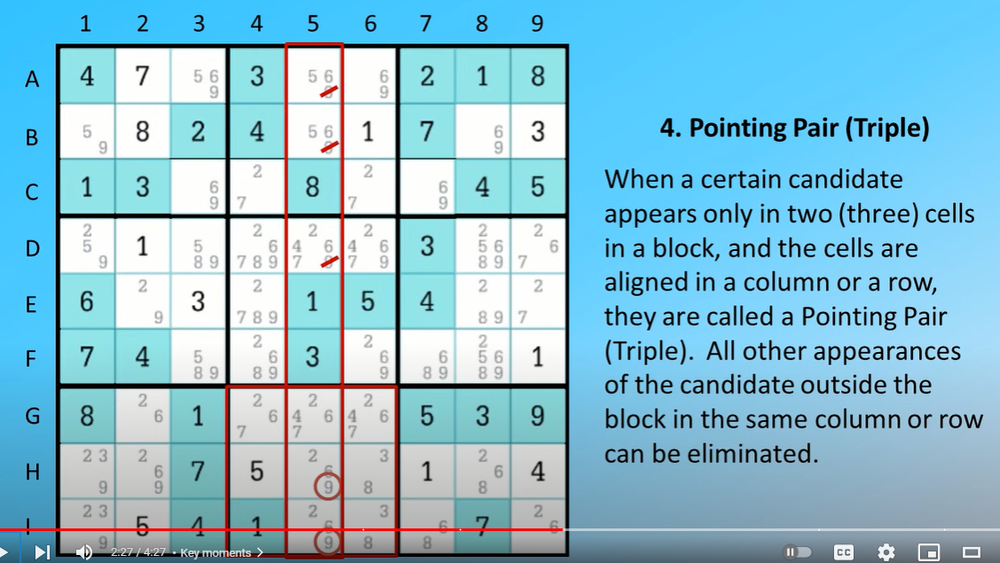 1 2 3 4 5 6 7 8 9
A 4 7 5 6 9 3 5 6 9 6 9 2 1 8
B 5 9 8 2 4 5 6 9 1 7 6 9 3
C 1 3 6 9 2 7 8 2 7 6 9 4 5
D 2 5 9 1 5 8 9 2 6 7 8 9 2 4 6 7 9 2 4 6 7 9 3 2 5 6 8 9 2 6 7
E 6 2 9 3 2 7 8 9 1 5 4 2 8 9 2 7
F 7 4 5 8 9 2 6 8 9 3 2 6 9 6 8 9 2 5 6 8 9 1
G 8 2 6 1 2 6 7 2 4 6 7 2 4 6 7 5 3 9
H 2 3 9 2 6 9 7 5 2 6 9 3 8 1 2 6 8 4
I 2 3 9 5 4 1 2 6 9 3 8 6 8 7 2 6
4. Pointing Pair (Triple)
When a certain candidate
appears only in two (three) cells
in a block, and the cells are
aligned in a column or a row,
they are called a Pointing Pair
(Triple). All other appearances
of the candidate outside the
block in the same column or row
can be eliminated.
2:27 / 4:27 • Key moments
CC